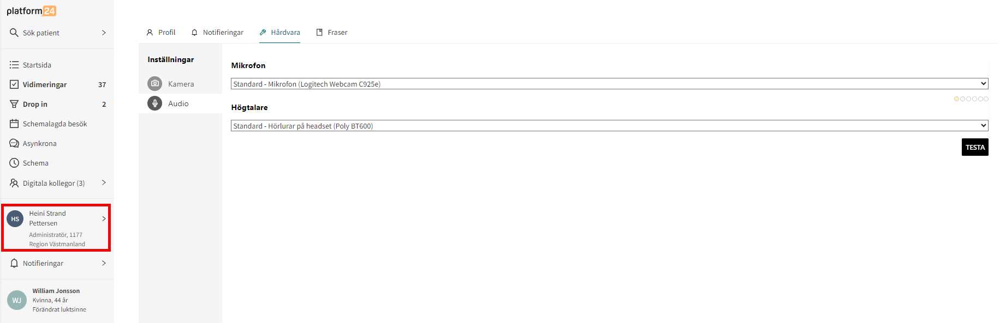 platform24
Sök patient
Startsida
Vidimeringar 37
Drop in 2
Schemalagda besök
Asynkrona
Schema
Digitala kollegor (3)
HS
Heini Strand
Pettersen
Administratör, 1177
Region Västmanland
Notifieringar
WJ
William Jonsson
Kvinna, 44 år
Förändrat luktsinne
Profil Notifieringar Hårdvara Fraser
Inställningar
Kamera
Audio
Mikrofon
Standard - Mikrofon (Logitech Webcam C925e)
Högtalare
Standard - Hörlurar på headset (Poly BT600)
TESTA